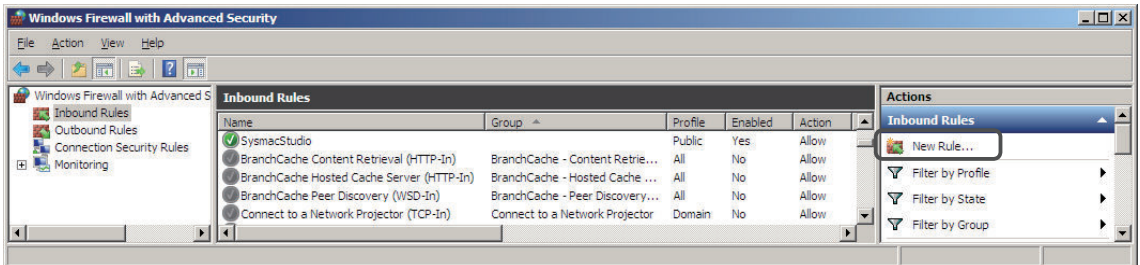 Windows Firewall with Advanced Security
File Action View Help
Windows Firewall with Advanced S
Inbound Rules
Outbound Rules
Connection Security Rules
Monitoring
Inbound Rules
Name Group Profile Enabled Action
SysmacStudio Public Yes Allow
BranchCache Content Retrieval (HTTP-In) BranchCache - Content Retrie... All No Allow
BranchCache Hosted Cache Server (HTTP-In) BranchCache - Hosted Cache ... All No Allow
BranchCache Peer Discovery (WSD-In) BranchCache - Peer Discovery... All No Allow
Connect to a Network Projector (TCP-In) Connect to a Network Projector Domain No Allow
Actions
Inbound Rules
New Rule...
Filter by Profile
Filter by State
Filter by Group